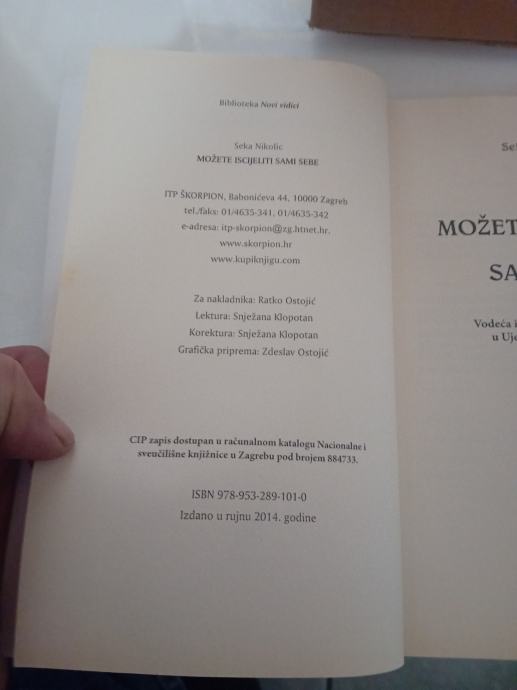 Biblioteka Novi vidici
Seka Nikolic
MOŽETE ISCIJELITI SAMI SEBE
ITP ŠKORPION, Babonićeva 44, 10000 Zagreb
tel./faks: 01/4635-341, 01/4635-342
e-adresa: itp-skorpion@zg.htnet.hr.
www.skorpion.hr
www.kupiknjigu.com
Za nakladnika: Ratko Ostojić
Lektura: Snježana Klopotan
Korektura: Snježana Klopotan
Grafička priprema: Zdeslav Ostojić
CIP zapis dostupan u računalnom katalogu Nacionalne i
sveučilišne knjižnice u Zagrebu pod brojem 884733.
ISBN 978-953-289-101-0
Izdano u rujnu 2014. godine
Se
MOŽET
SA
Vodeća i
u Uje